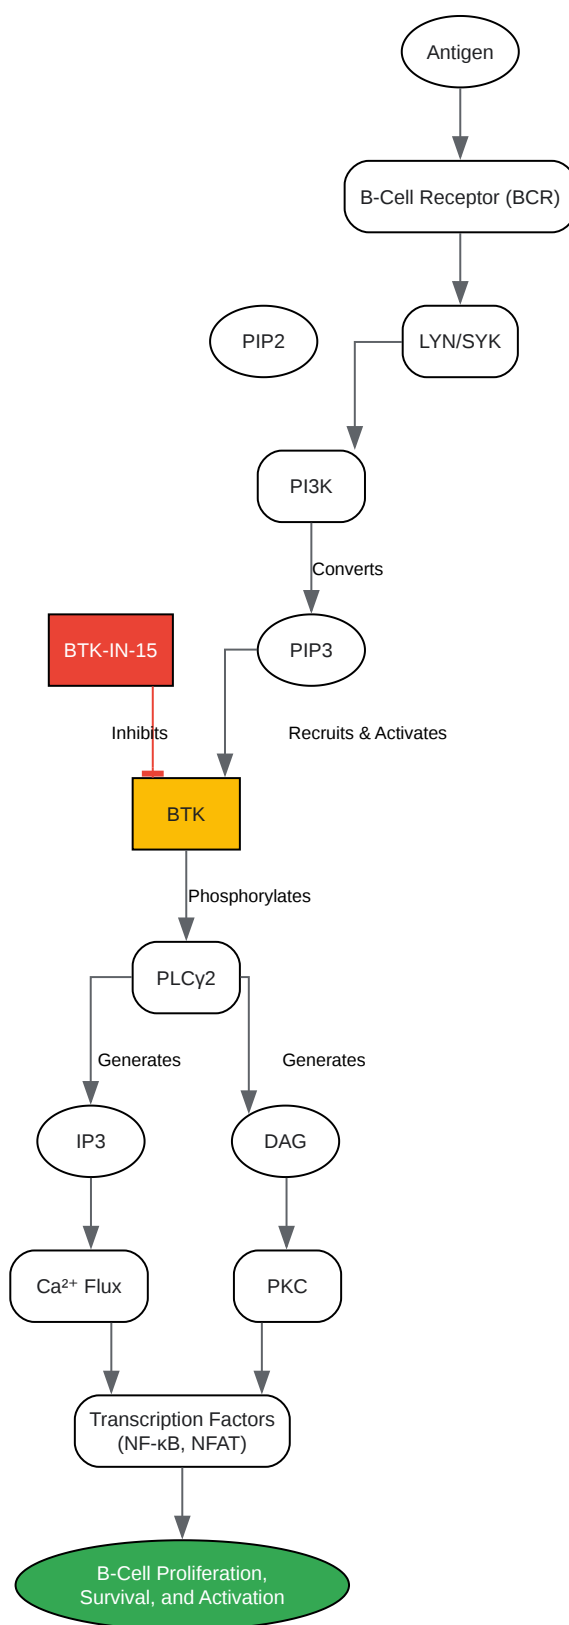 Antigen
B-Cell Receptor (BCR)
PIP2
LYN/SYK
PI3K
Converts
BTK-IN-15
PIP3
Inhibits
Recruits & Activates
BTK
Phosphorylates
PLCγ2
Generates
Generates
IP3
DAG
Ca²⁺ Flux
PKC
Transcription Factors
(NF-κB, NFAT)
B-Cell Proliferation,
Survival, and Activation